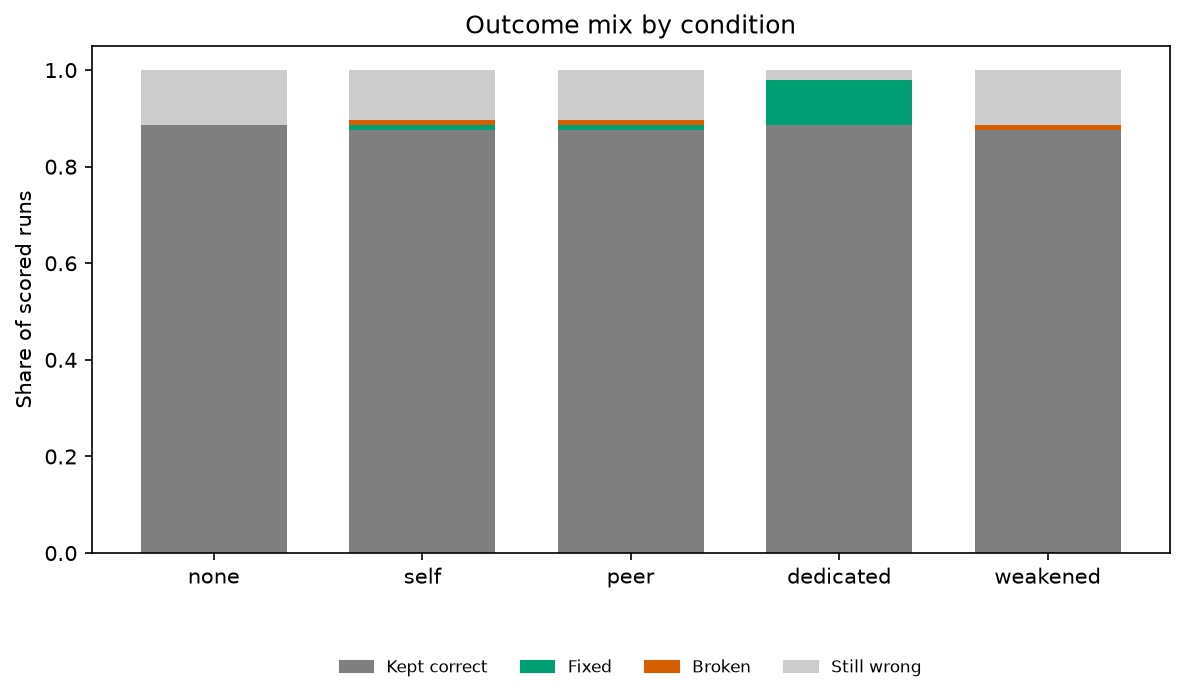 Outcome mix by condition
Share of scored runs
1.0
0.8
0.6
0.4
0.2
0.0
none self peer dedicated weakened
Kept correct Fixed Broken Still wrong